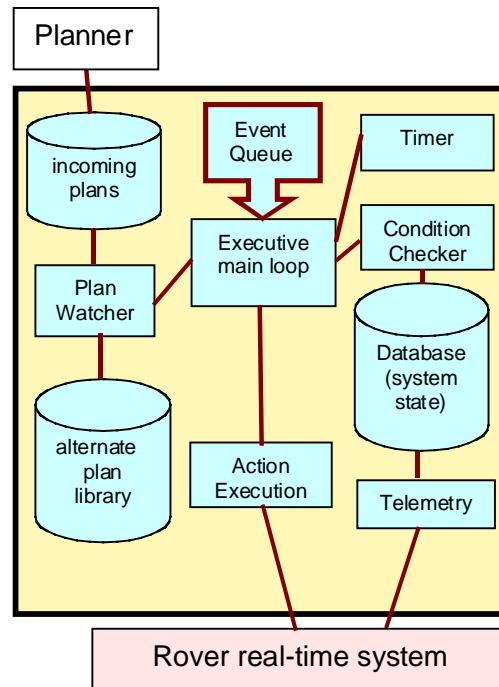 Planner
incoming
plans
Event
Queue
Timer
Plan
Watcher
Executive
main loop
Condition
Checker
Database
(system
state)
alternate
plan
library
Action
Execution
Telemetry
Rover real-time system